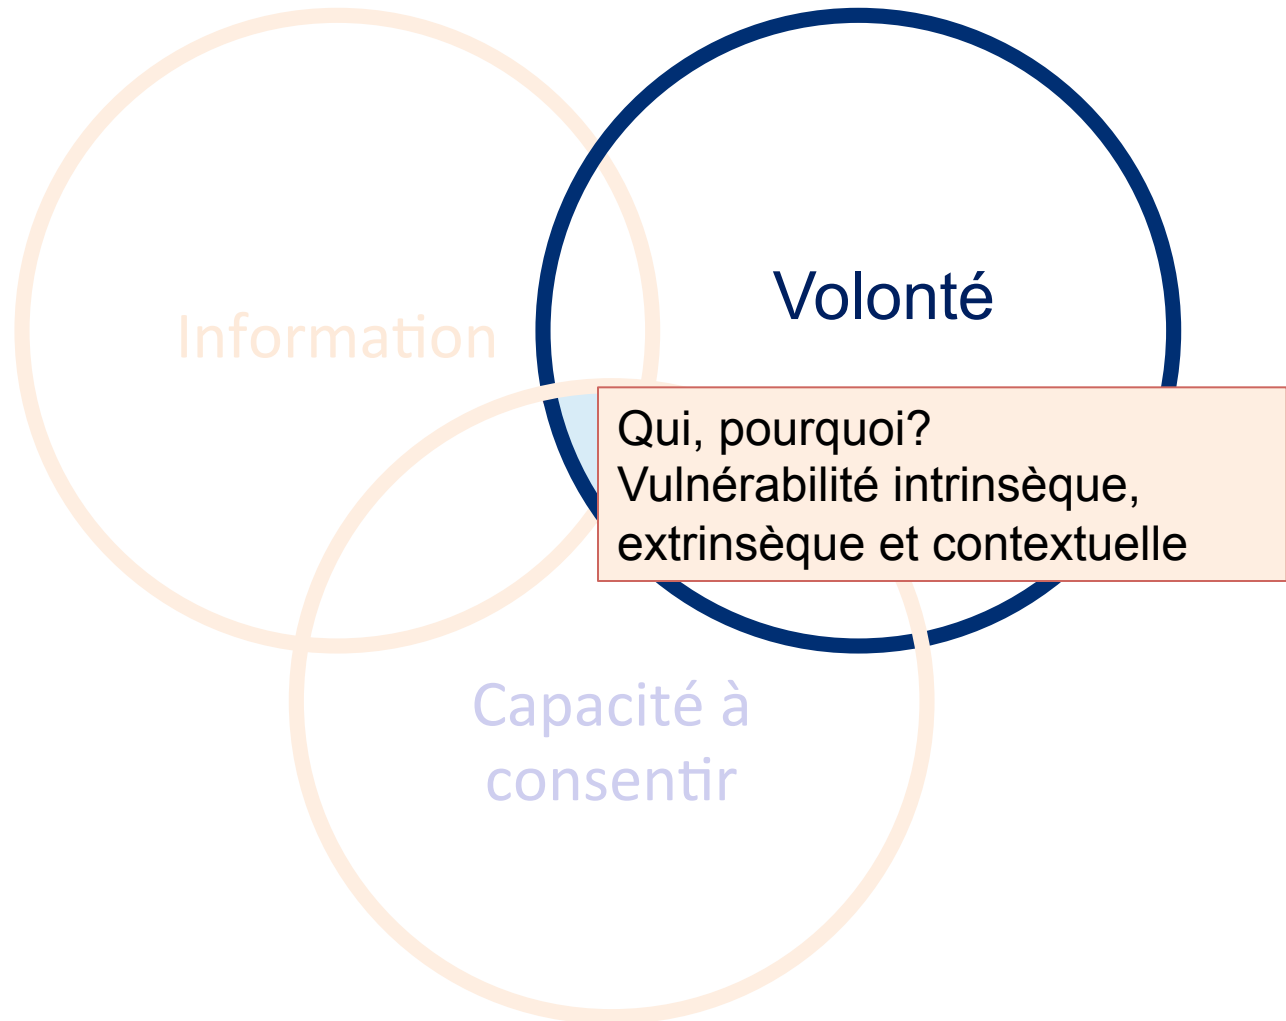 Volonté
Information
Qui, pourquoi?
Vulnérabilité intrinsèque,
extrinsèque et contextuelle
Capacité à
consentir